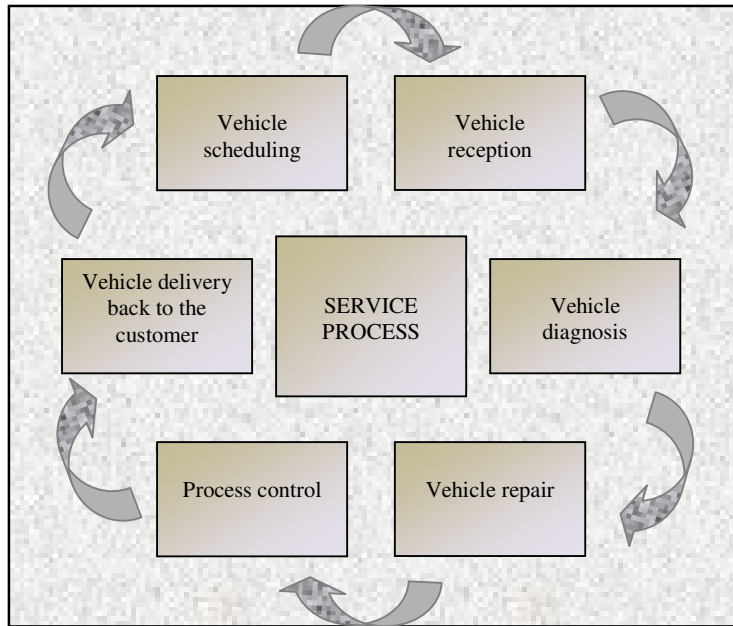 Vehicle
scheduling
Vehicle
reception
Vehicle delivery
back to the
customer
SERVICE
PROCESS
Vehicle
diagnosis
Process control
Vehicle repair